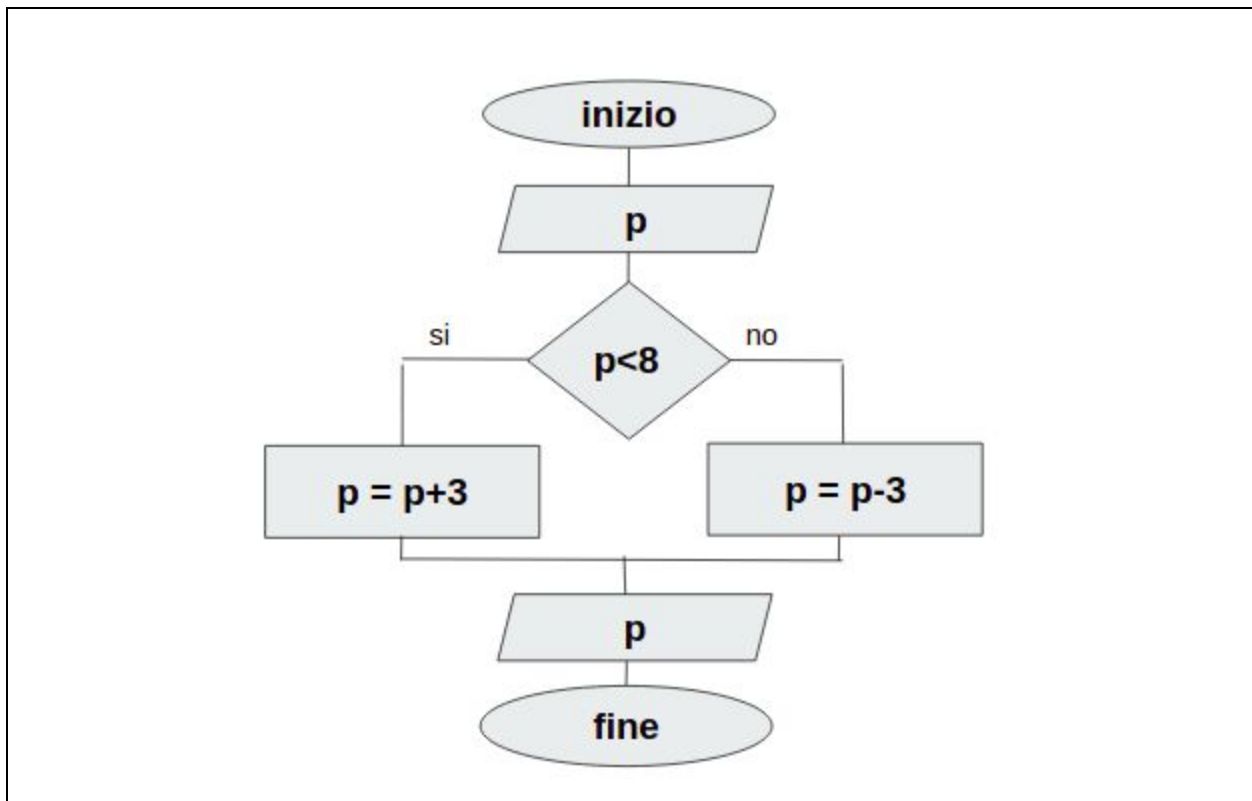 inizio
p
si
p<8
no
p = p+3
p = p-3
p
fine